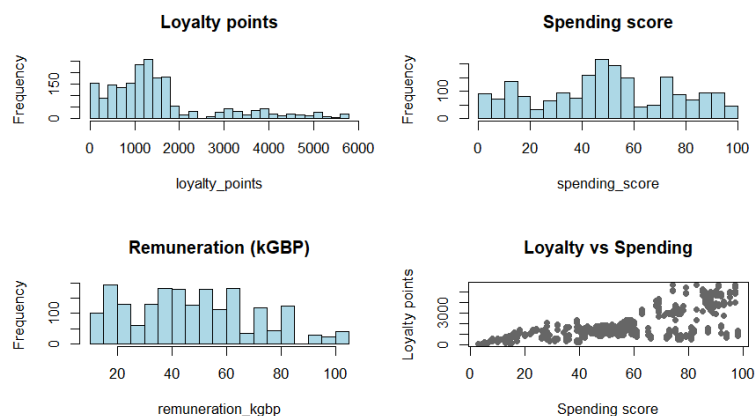 Loyalty points
Frequency
0 150
0 1000 2000 3000 4000 5000 6000
loyalty_points
Spending score
Frequency
0 100
0 20 40 60 80 100
spending_score
Remuneration (kGBP)
Frequency
0 100
20 40 60 80 100
remuneration_kgbp
Loyalty vs Spending
Loyalty points
0 3000
0 20 40 60 80 100
Spending score